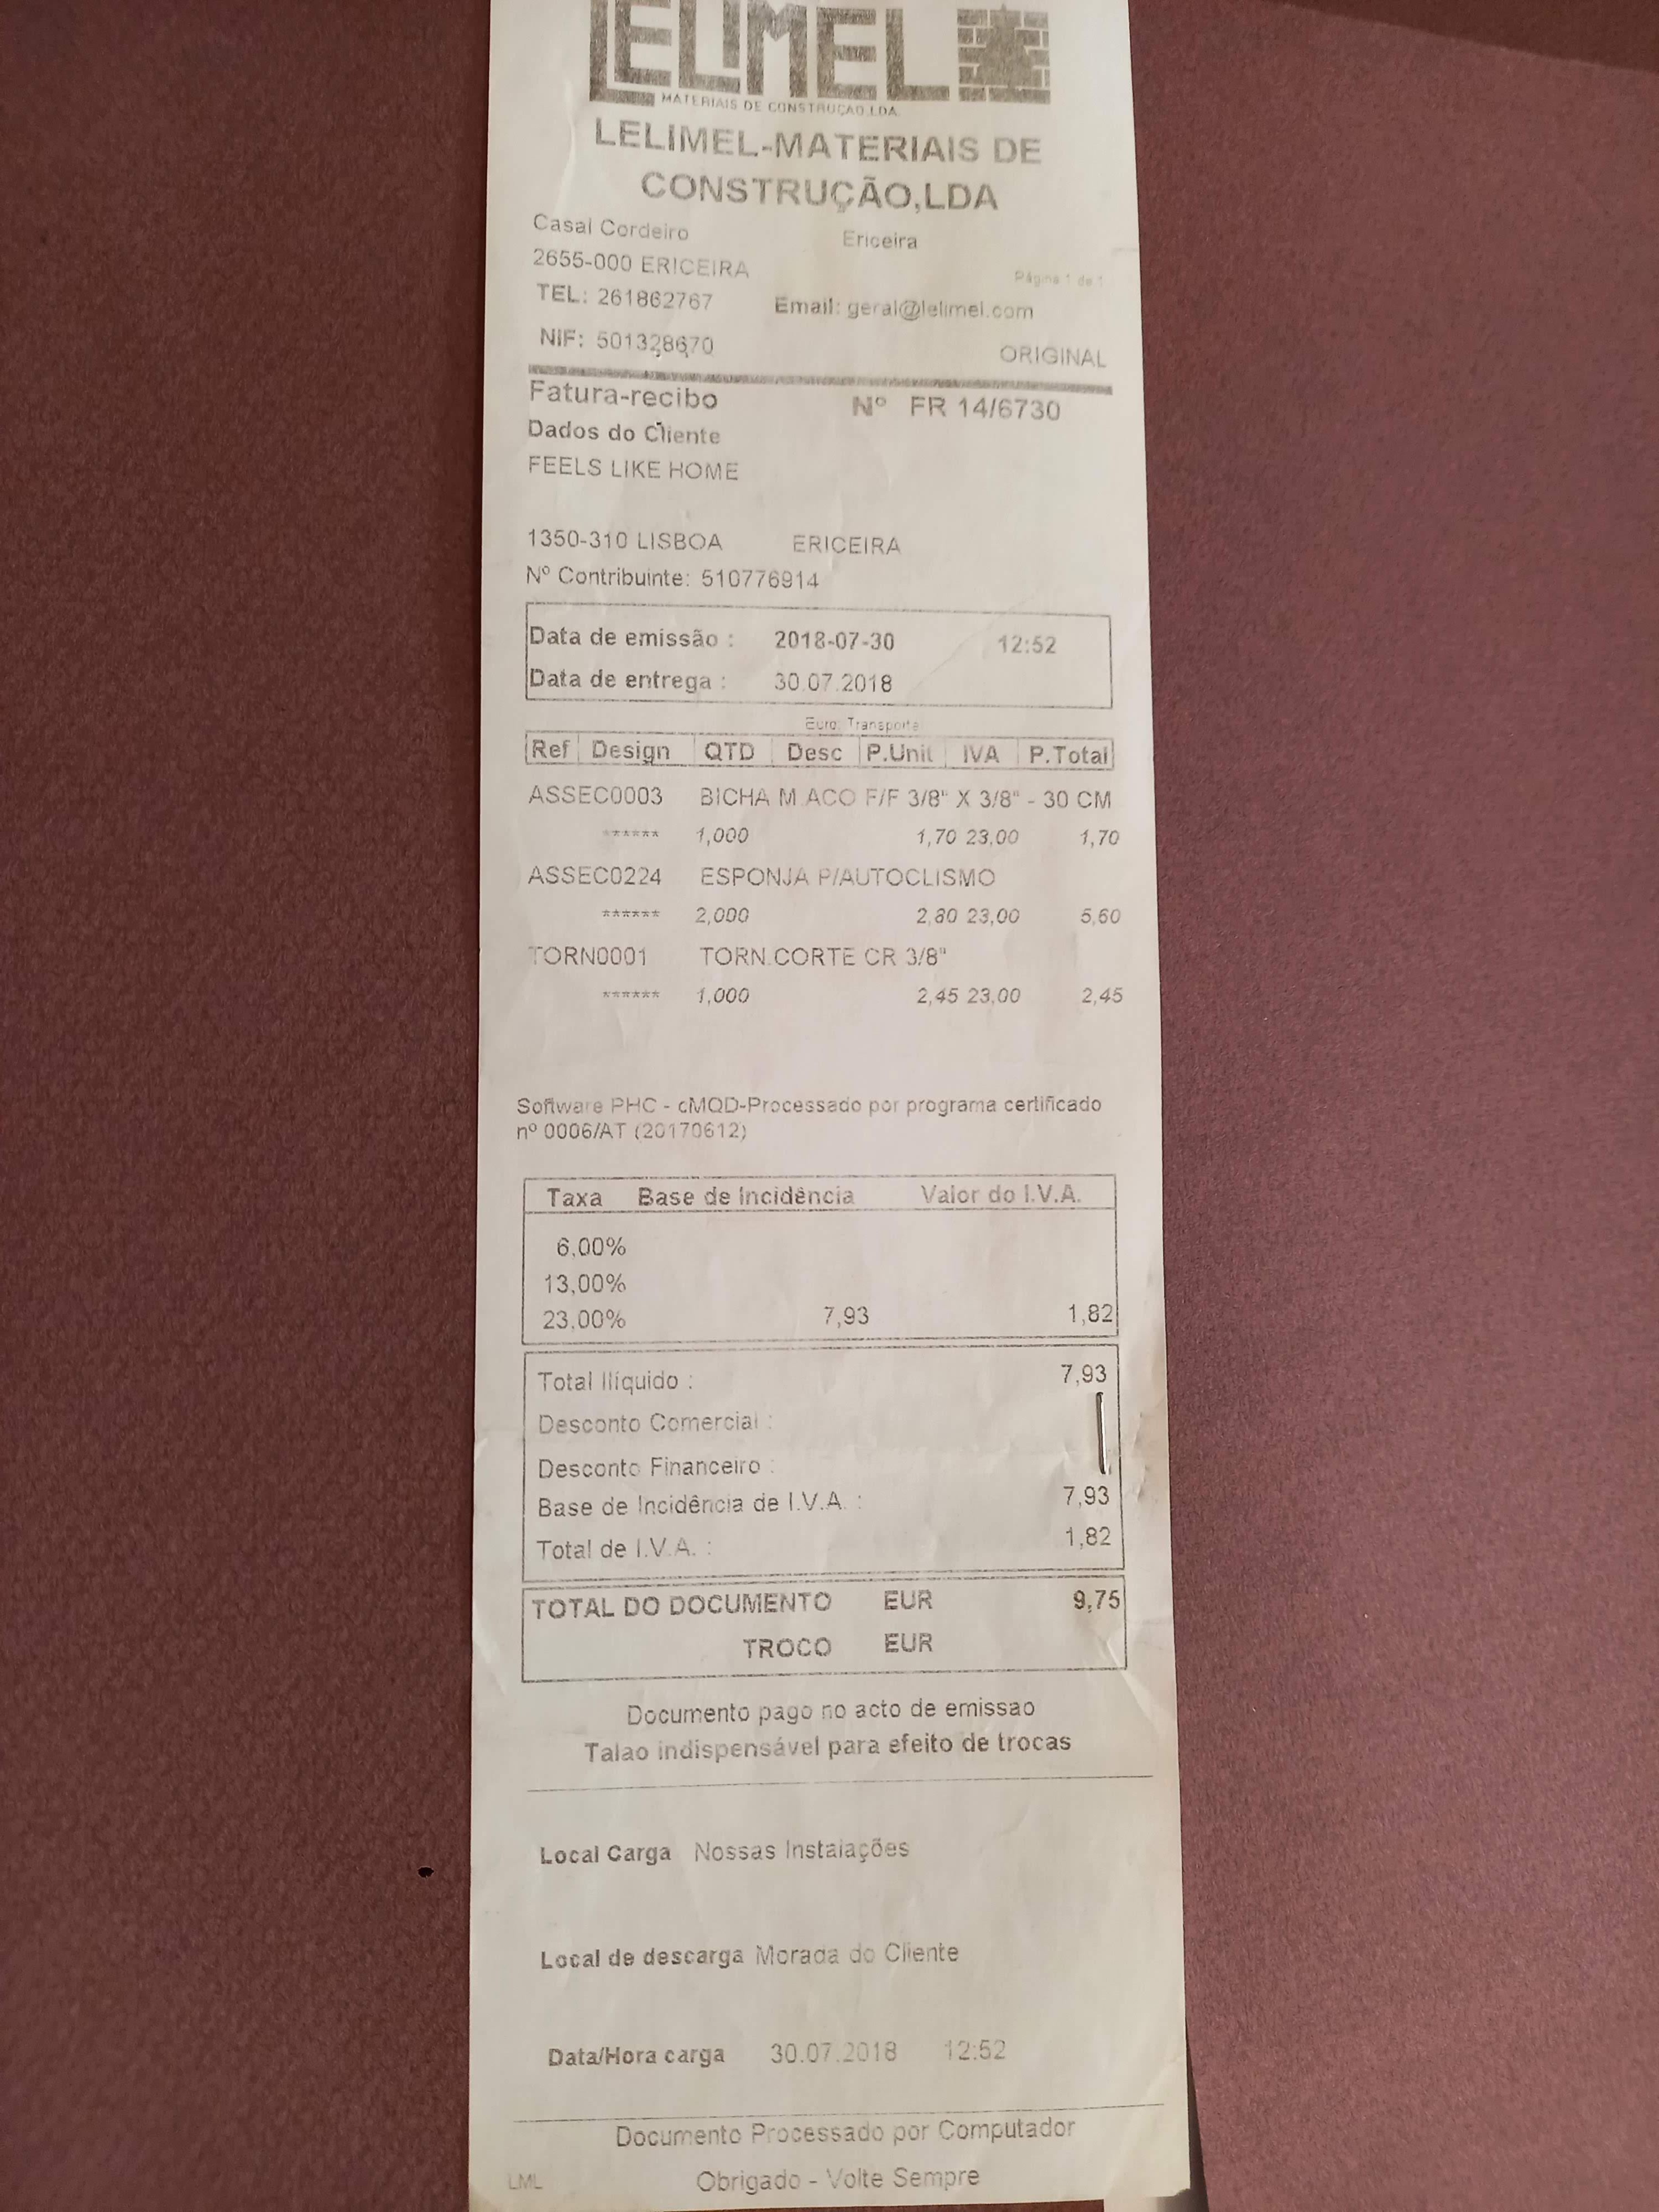 LELIMEL
MATERIAIS DE CONSTRUÇÃO,LDA.
LELIMEL-MATERIAIS DE
CONSTRUÇÃO,LDA
Casal Cordeiro Ericeira
2655-000 ERICEIRA
Página 1 de 1
TEL: 261862767 Email: geral@lelimel.com
NIF: 501328670
ORIGINAL
Fatura-recibo Nº FR 14/6730
Dados do Cliente
FEELS LIKE HOME
1350-310 LISBOA ERICEIRA
Nº Contribuinte: 510776914
Data de emissão : 2018-07-30 12:52
Data de entrega : 30.07.2018
Euro: Transporte
Ref Design QTD Desc P.Unit IVA P.Total
ASSEC0003 BICHA M.ACO F/F 3/8" X 3/8" - 30 CM
****** 1,000 1,70 23,00 1,70
ASSEC0224 ESPONJA P/AUTOCLISMO
****** 2,000 2,80 23,00 5,60
TORN0001 TORN.CORTE CR 3/8"
****** 1,000 2,45 23,00 2,45
Software PHC - cMQD-Processado por programa certificado
nº 0006/AT (20170612)
Taxa Base de Incidência Valor do I.V.A.
6,00%
13,00%
23,00% 7,93 1,82
Total Ilíquido : 7,93
Desconto Comercial :
Desconto Financeiro :
Base de Incidência de I.V.A. : 7,93
Total de I.V.A. : 1,82
TOTAL DO DOCUMENTO EUR 9,75
TROCO EUR
Documento pago no acto de emissao
Talao indispensável para efeito de trocas
Local Carga Nossas Instalações
Local de descarga Morada do Cliente
Data/Hora carga 30.07.2018 12:52
Documento Processado por Computador
LML Obrigado - Volte Sempre